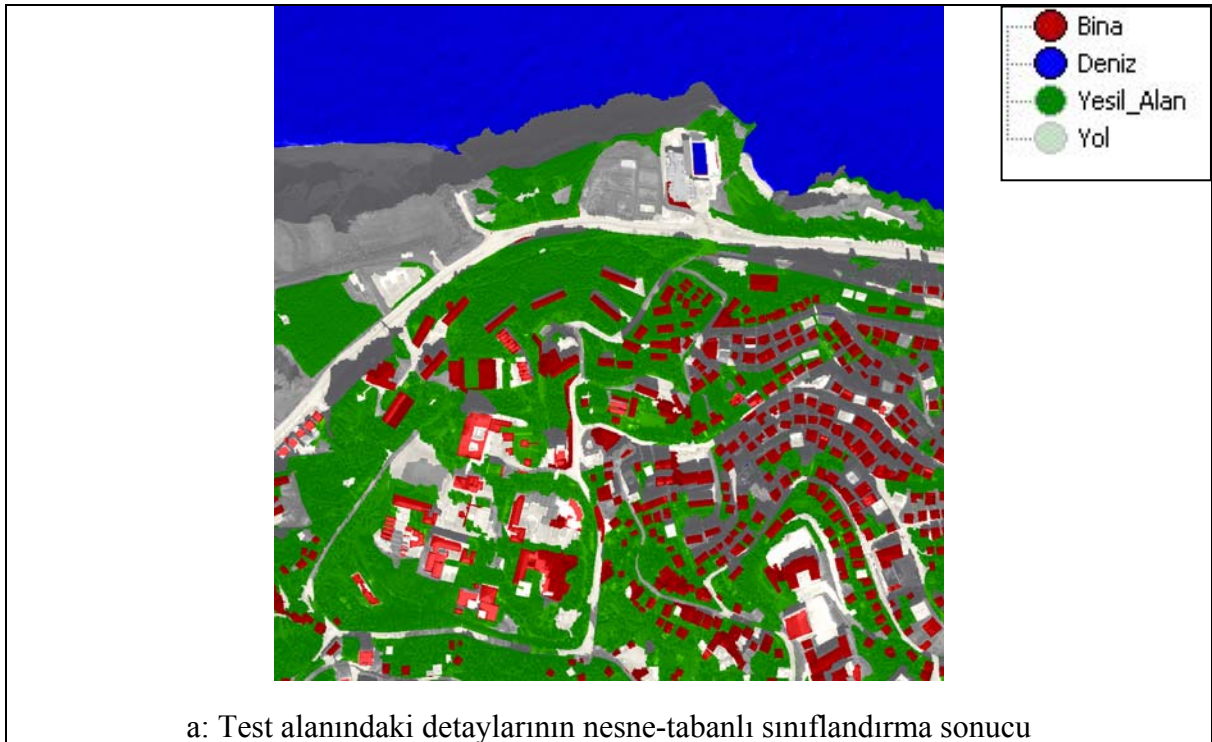 Bina
Deniz
Yesil_Alan
Yol
a: Test alanındaki detaylarının nesne-tabanlı sınıflandırma sonucu